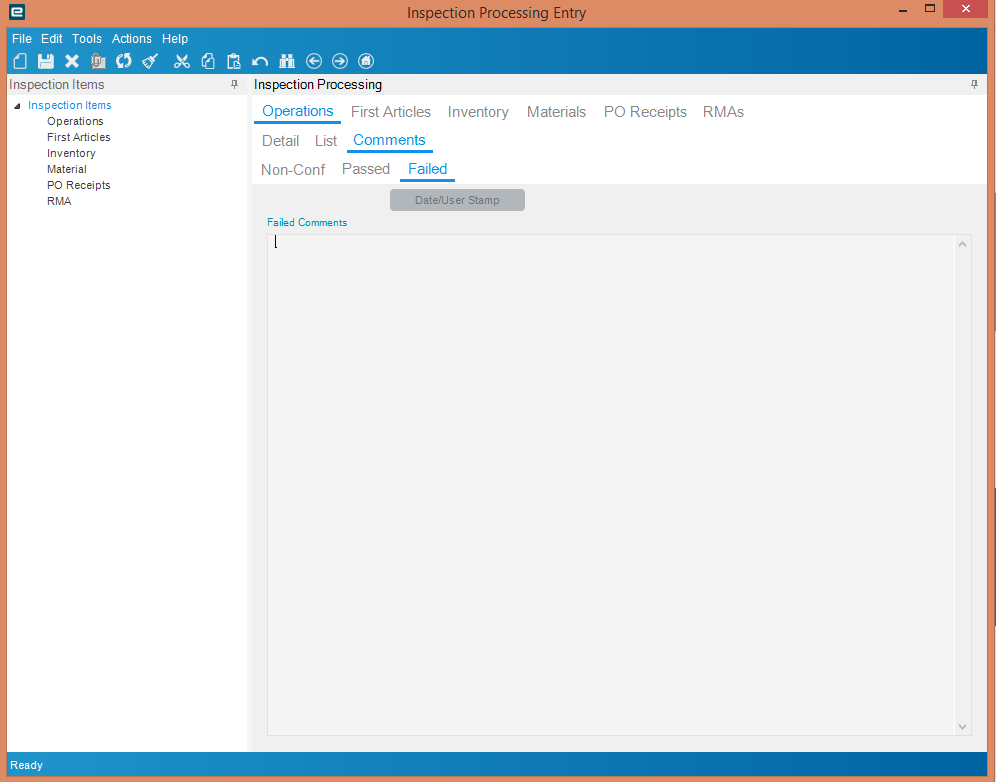 Inspection Processing Entry
File Edit Tools Actions Help
Inspection Items
Inspection Items
Operations
First Articles
Inventory
Material
PO Receipts
RMA
Inspection Processing
Operations First Articles Inventory Materials PO Receipts RMAs
Detail List Comments
Non-Conf Passed Failed
Date/User Stamp
Failed Comments
Ready